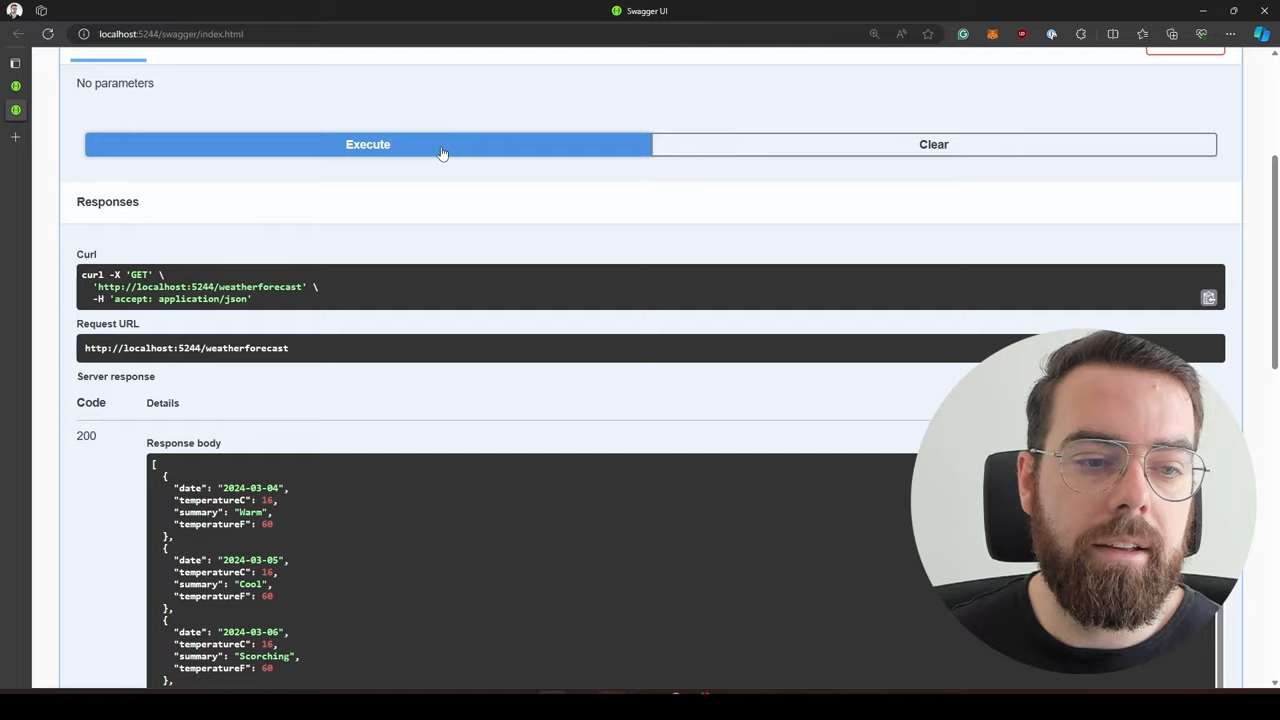 Swagger UI
localhost:5244/swagger/index.html
No parameters
Execute
Clear
Responses
Curl
curl -X 'GET' \
'http://localhost:5244/weatherforecast' \
-H 'accept: application/json'
Request URL
http://localhost:5244/weatherforecast
Server response
Code
Details
200
Response body
[
{
"date": "2024-03-04",
"temperatureC": 16,
"summary": "Warm",
"temperatureF": 60
},
{
"date": "2024-03-05",
"temperatureC": 16,
"summary": "Cool",
"temperatureF": 60
},
{
"date": "2024-03-06",
"temperatureC": 16,
"summary": "Scorching",
"temperatureF": 60
},